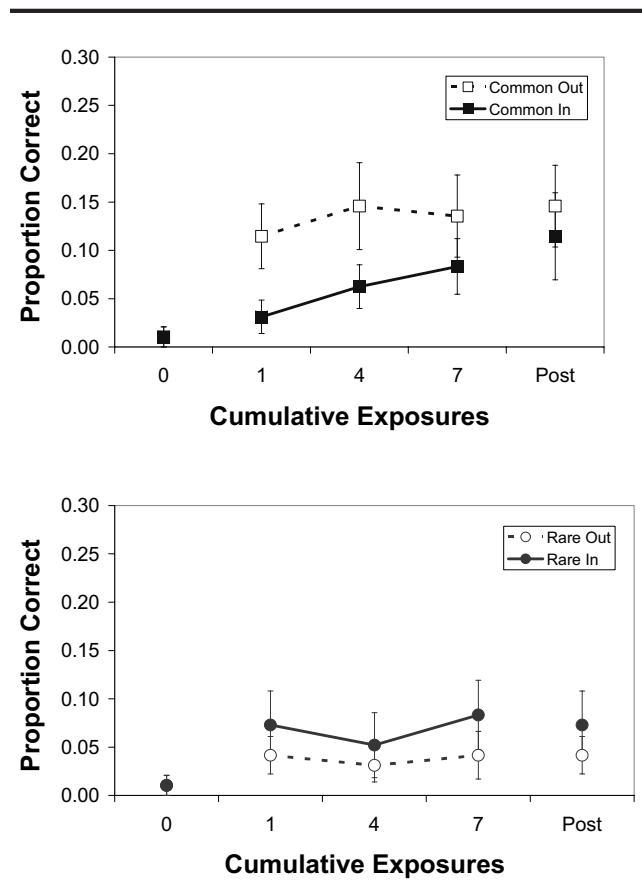 0.30
0.25
0.20
0.15
0.10
0.05
0.00
Proportion Correct
Common Out
Common In
0 1 4 7 Post
Cumulative Exposures
0.30
0.25
0.20
0.15
0.10
0.05
0.00
Proportion Correct
Rare Out
Rare In
0 1 4 7 Post
Cumulative Exposures